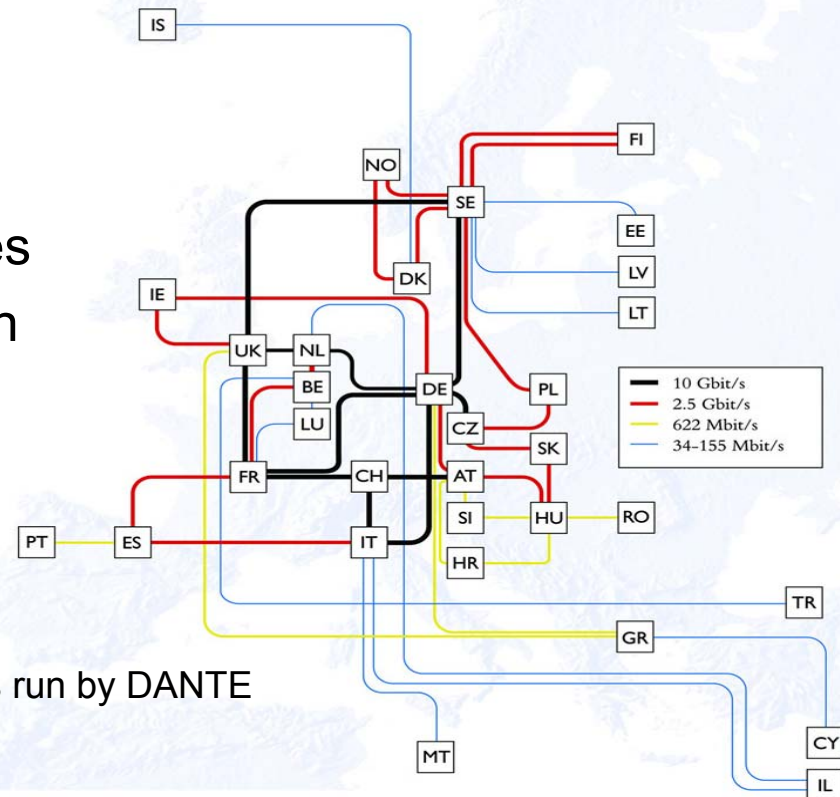 IS
FI
NO
SE
EE
es
DK
LV
IE
LT
n
UK
NL
DE
PL
BE
10 Gbit/s
2.5 Gbit/s
622 Mbit/s
34-155 Mbit/s
LU
CZ
SK
FR
CH
AT
SI
HU
RO
PT
ES
IT
HR
TR
GR
run by DANTE
CY
MT
IL